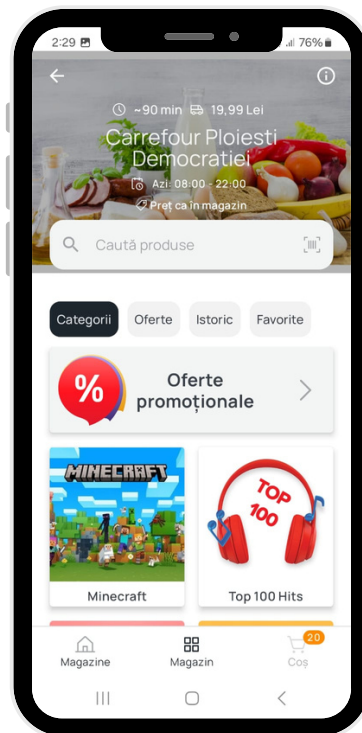 2:29 76%
~90 min 19,99 Lei
Carrefour Ploiesti
Democratiei
Azi: 08:00 - 22:00
Preț ca în magazin
Caută produse
Categorii Oferte Istoric Favorite
%
Oferte
promoționale
MINECRAFT
TOP
100
Minecraft Top 100 Hits
20
Magazine Magazin Coș